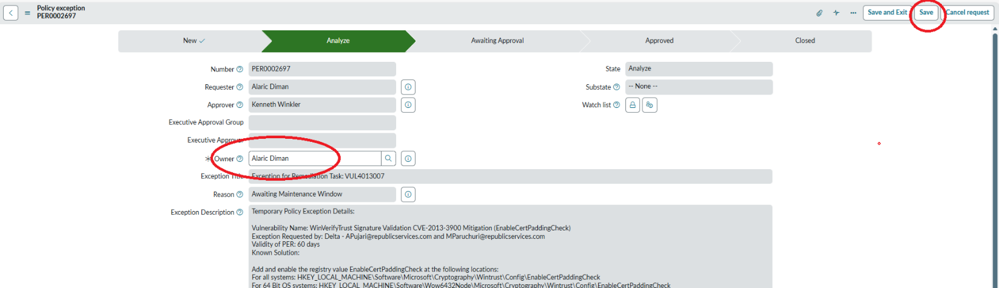 Policy exception
PER0002697
Save and Exit
Save
Cancel request
New
Analyze
Awaiting Approval
Approved
Closed
Number PER0002697
State Analyze
Requester Alaric Diman
Substate -- None --
Approver Kenneth Winkler
Watch list
Executive Approval Group
Executive Approver
Owner Alaric Diman
Exception Title Exception for Remediation Task: VUL4013007
Reason Awaiting Maintenance Window
Exception Description Temporary Policy Exception Details:
Vulnerability Name: WinVerifyTrust Signature Validation CVE-2013-3900 Mitigation (EnableCertPaddingCheck)
Exception Requested by: Delta - APujari@republicservices.com and MParuchuri@republicservices.com
Validity of PER: 60 days
Known Solution:
Add and enable the registry value EnableCertPaddingCheck at the following locations:
For all systems: HKEY_LOCAL_MACHINE\Software\Microsoft\Cryptography\Wintrust\Config\EnableCertPaddingCheck
For 64 Bit OS systems: HKEY_LOCAL_MACHINE\Software\Wow6432Node\Microsoft\Cryptography\Wintrust\Config\EnableCertPaddingCheck